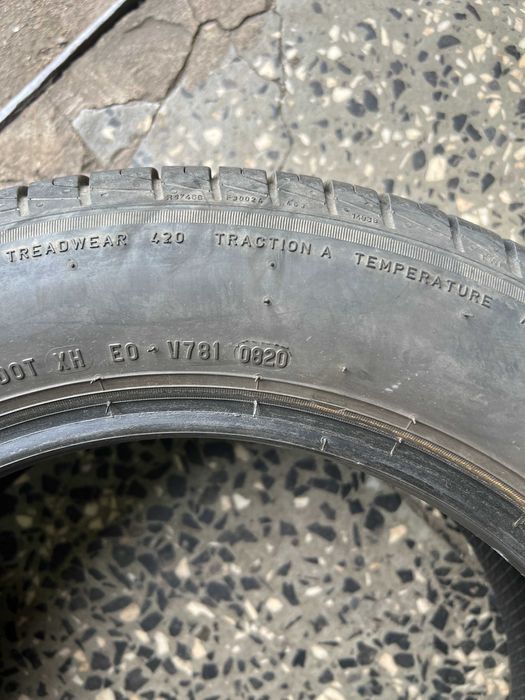 TREADWEAR 420 TRACTION A TEMPERATURE
DOT XH E0 - V781 0820